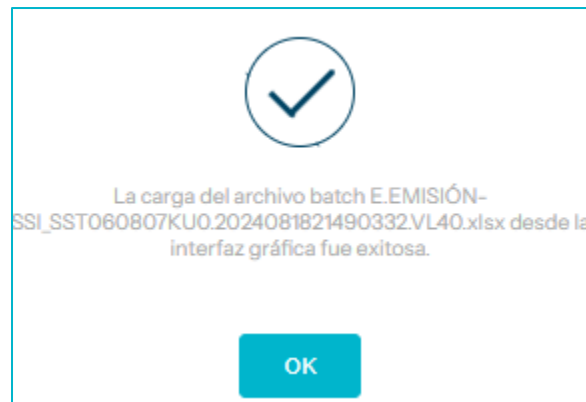 La carga del archivo batch E.EMISIÓN-
SSI_SST060807KU0.2024081821490332.VL40.xlsx desde la
interfaz gráfica fue exitosa.
OK